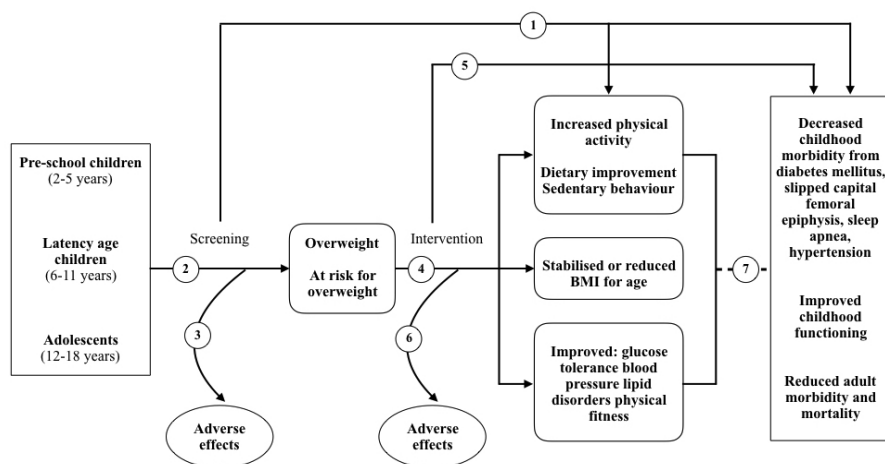 1
5
Pre-school children
(2-5 years)
Latency age
children
(6-11 years)
Adolescents
(12-18 years)
Screening
2
3
Adverse
effects
Overweight
At risk for
overweight
Intervention
4
6
Adverse
effects
Increased physical
activity
Dietary improvement
Sedentary behaviour
Stabilised or reduced
BMI for age
Improved: glucose
tolerance blood
pressure lipid
disorders physical
fitness
7
Decreased
childhood
morbidity from
diabetes mellitus,
slipped capital
femoral
epiphysis, sleep
apnea,
hypertension
Improved
childhood
functioning
Reduced adult
morbidity and
mortality